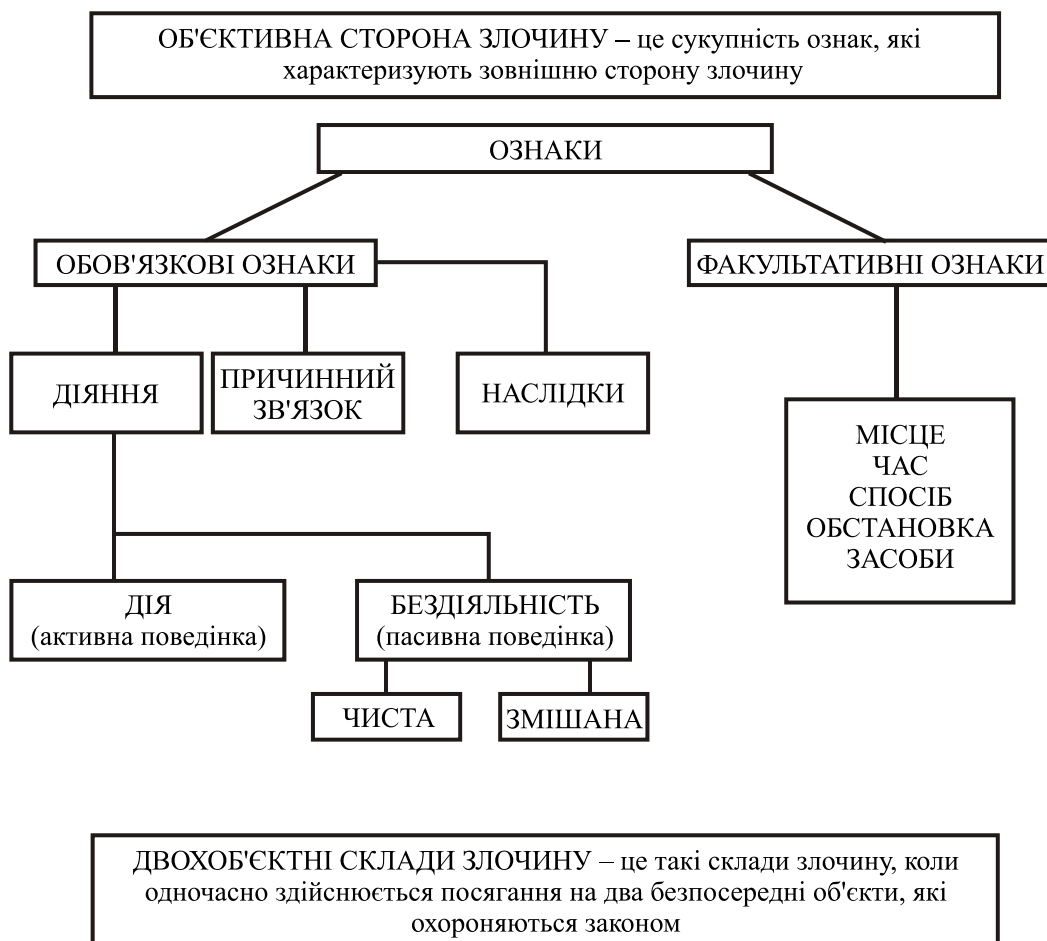 ОБ'ЄКТИВНА СТОРОНА ЗЛОЧИНУ – це сукупність ознак, які
характеризують зовнішню сторону злочину
ОЗНАКИ
ОБОВ'ЯЗКОВІ ОЗНАКИ
ФАКУЛЬТАТИВНІ ОЗНАКИ
ДІЯННЯ
ПРИЧИННИЙ
ЗВ'ЯЗОК
НАСЛІДКИ
МІСЦЕ
ЧАС
СПОСІБ
ОБСТАНОВКА
ЗАСОБИ
ДІЯ
(активна поведінка)
БЕЗДІЯЛЬНІСТЬ
(пасивна поведінка)
ЧИСТА
ЗМІШАНА
ДВОХОБ'ЄКТНІ СКЛАДИ ЗЛОЧИНУ – це такі склади злочину, коли
одночасно здійснюється посягання на два безпосередні об'єкти, які
охороняються законом